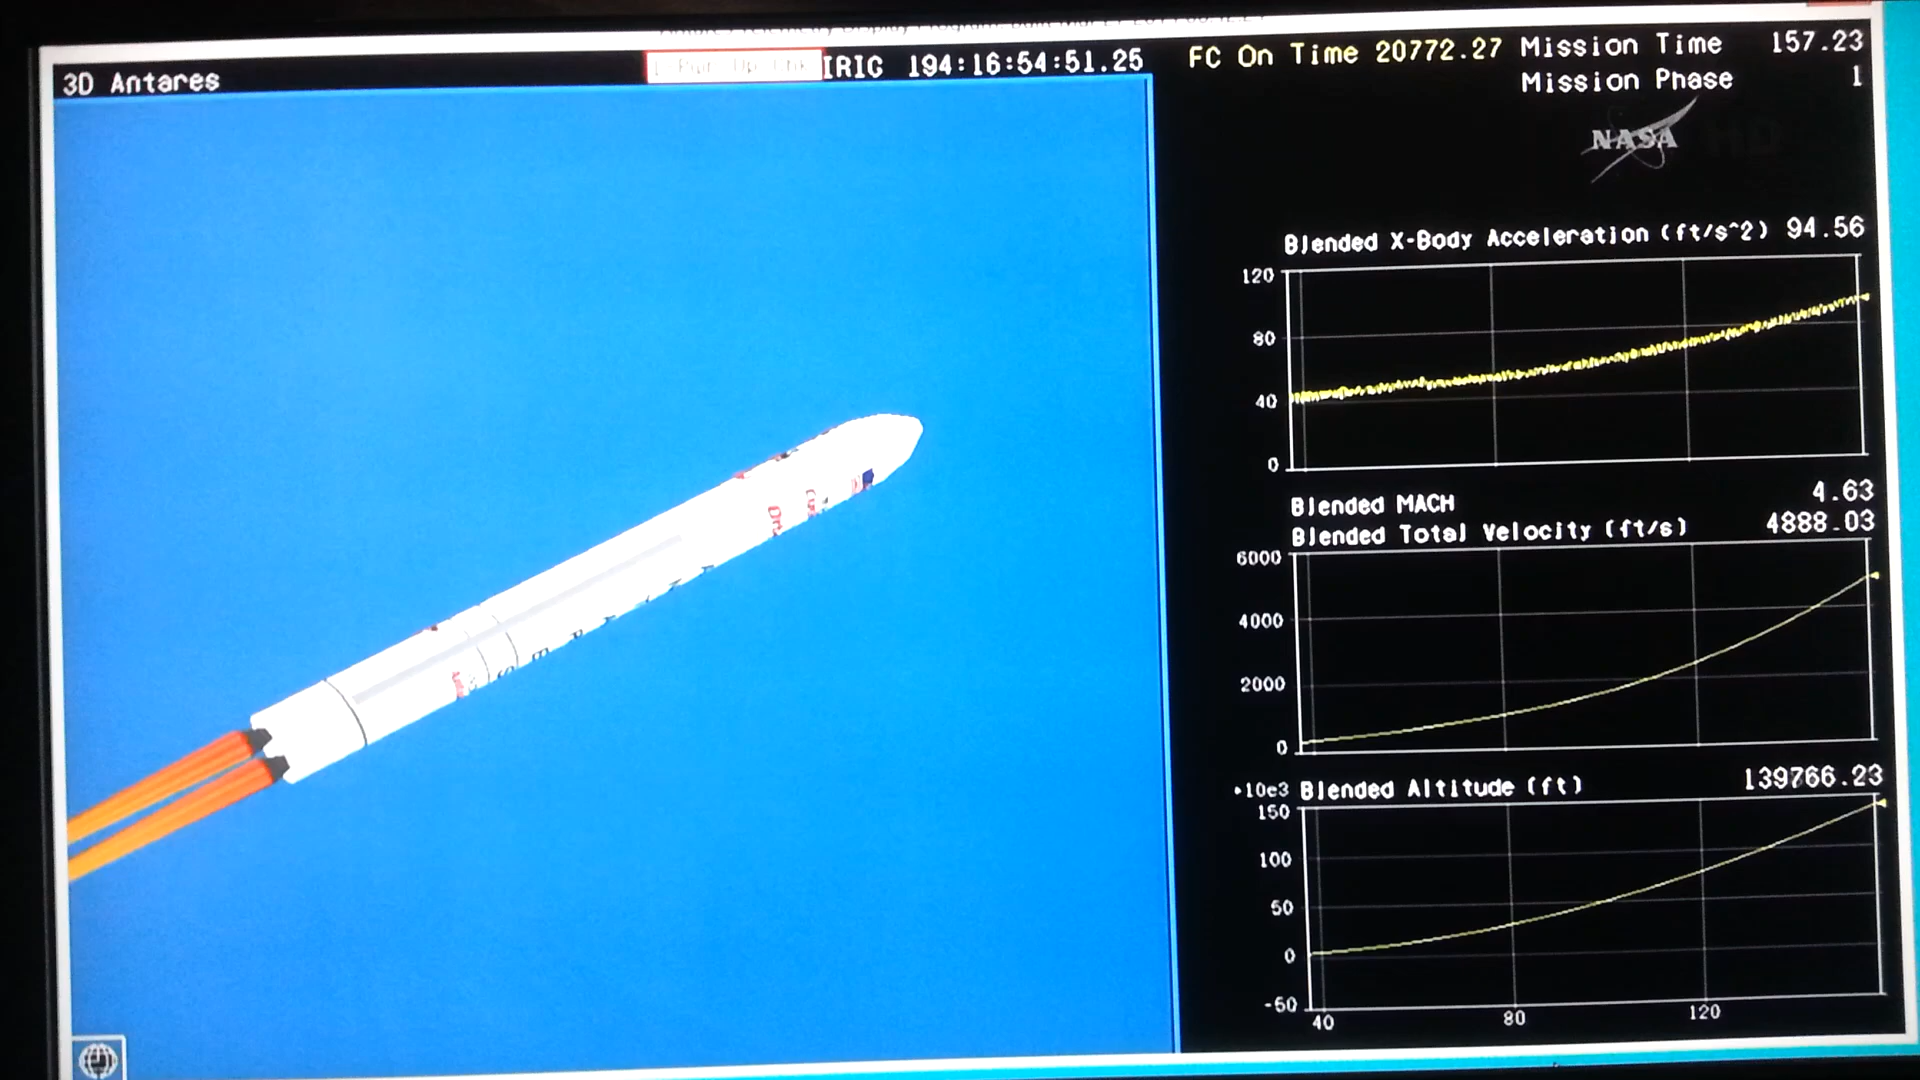 3D Antares
IRIG 194:16:54:51.25
FC On Time 20772.27
Mission Time 157.23
Mission Phase 1
NASA
Blended X-Body Acceleration (ft/s^2) 94.56
120
80
40
0
Blended MACH 4.63
Blended Total Velocity (ft/s) 4888.03
6000
4000
2000
0
•10e3 Blended Altitude (ft) 139766.23
150
100
50
0
-50
40 80 120